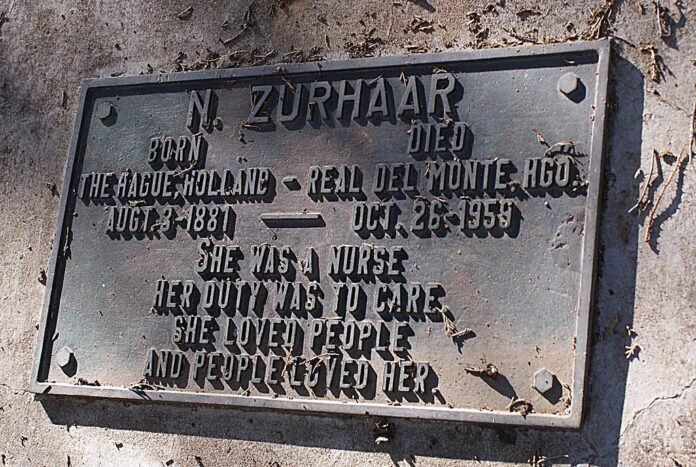 N. ZURHAAR
BORN DIED
THE HAGUE, HOLLAND - REAL DEL MONTE HGO.
AUGT. 3-1881 — OCT. 26-1959
SHE WAS A NURSE
HER DUTY WAS TO CARE
SHE LOVED PEOPLE
AND PEOPLE LOVED HER.